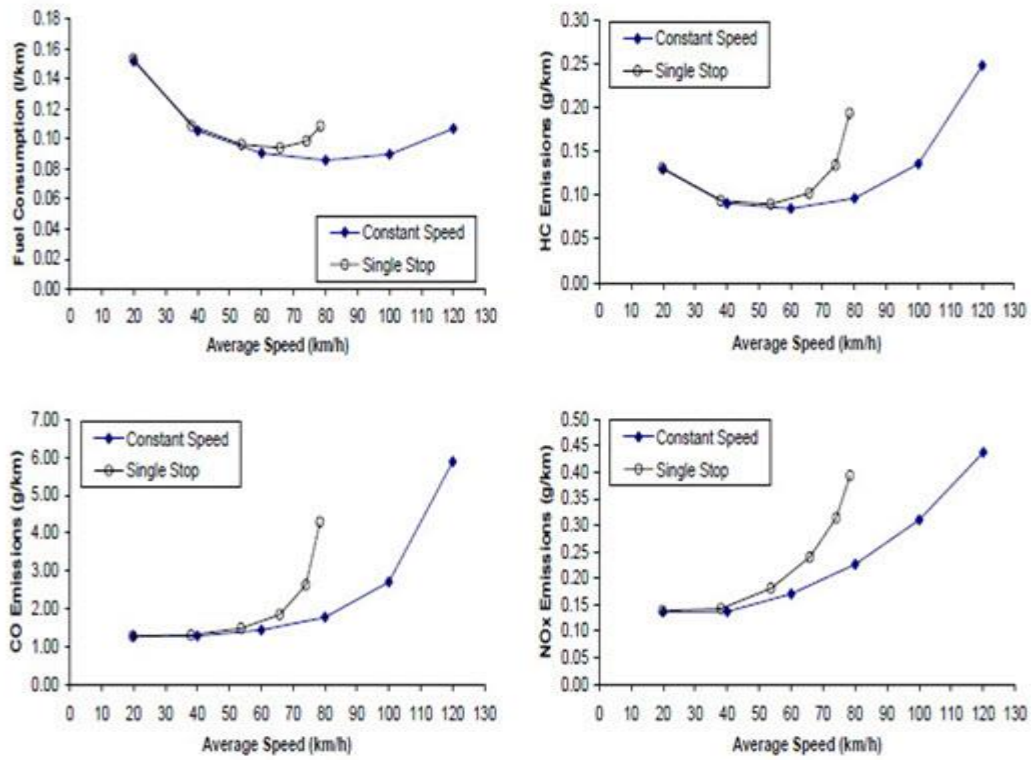 Fuel Consumption (l/km)
0.18
0.16
0.14
0.12
0.10
0.08
0.06
0.04
0.02
0.00
Constant Speed
Single Stop
0 10 20 30 40 50 60 70 80 90 100 110 120 130
Average Speed (km/h)
HC Emissions (g/km)
0.30
0.25
0.20
0.15
0.10
0.05
0.00
Constant Speed
Single Stop
0 10 20 30 40 50 60 70 80 90 100 110 120 130
Average Speed (km/h)
CO Emissions (g/km)
7.00
6.00
5.00
4.00
3.00
2.00
1.00
0.00
Constant Speed
Single Stop
0 10 20 30 40 50 60 70 80 90 100 110 120 130
Average Speed (km/h)
NOx Emissions (g/km)
0.50
0.45
0.40
0.35
0.30
0.25
0.20
0.15
0.10
0.05
0.00
Constant Speed
Single Stop
0 10 20 30 40 50 60 70 80 90 100 110 120 130
Average Speed (km/h)